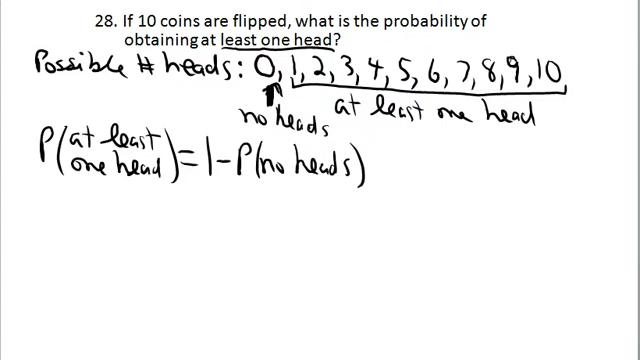 28. If 10 coins are flipped, what is the probability of
obtaining at least one head?
Possible # heads: 0, 1, 2, 3, 4, 5, 6, 7, 8, 9, 10
no heads
at least one head
P(at least one head) = 1 - P(no heads)